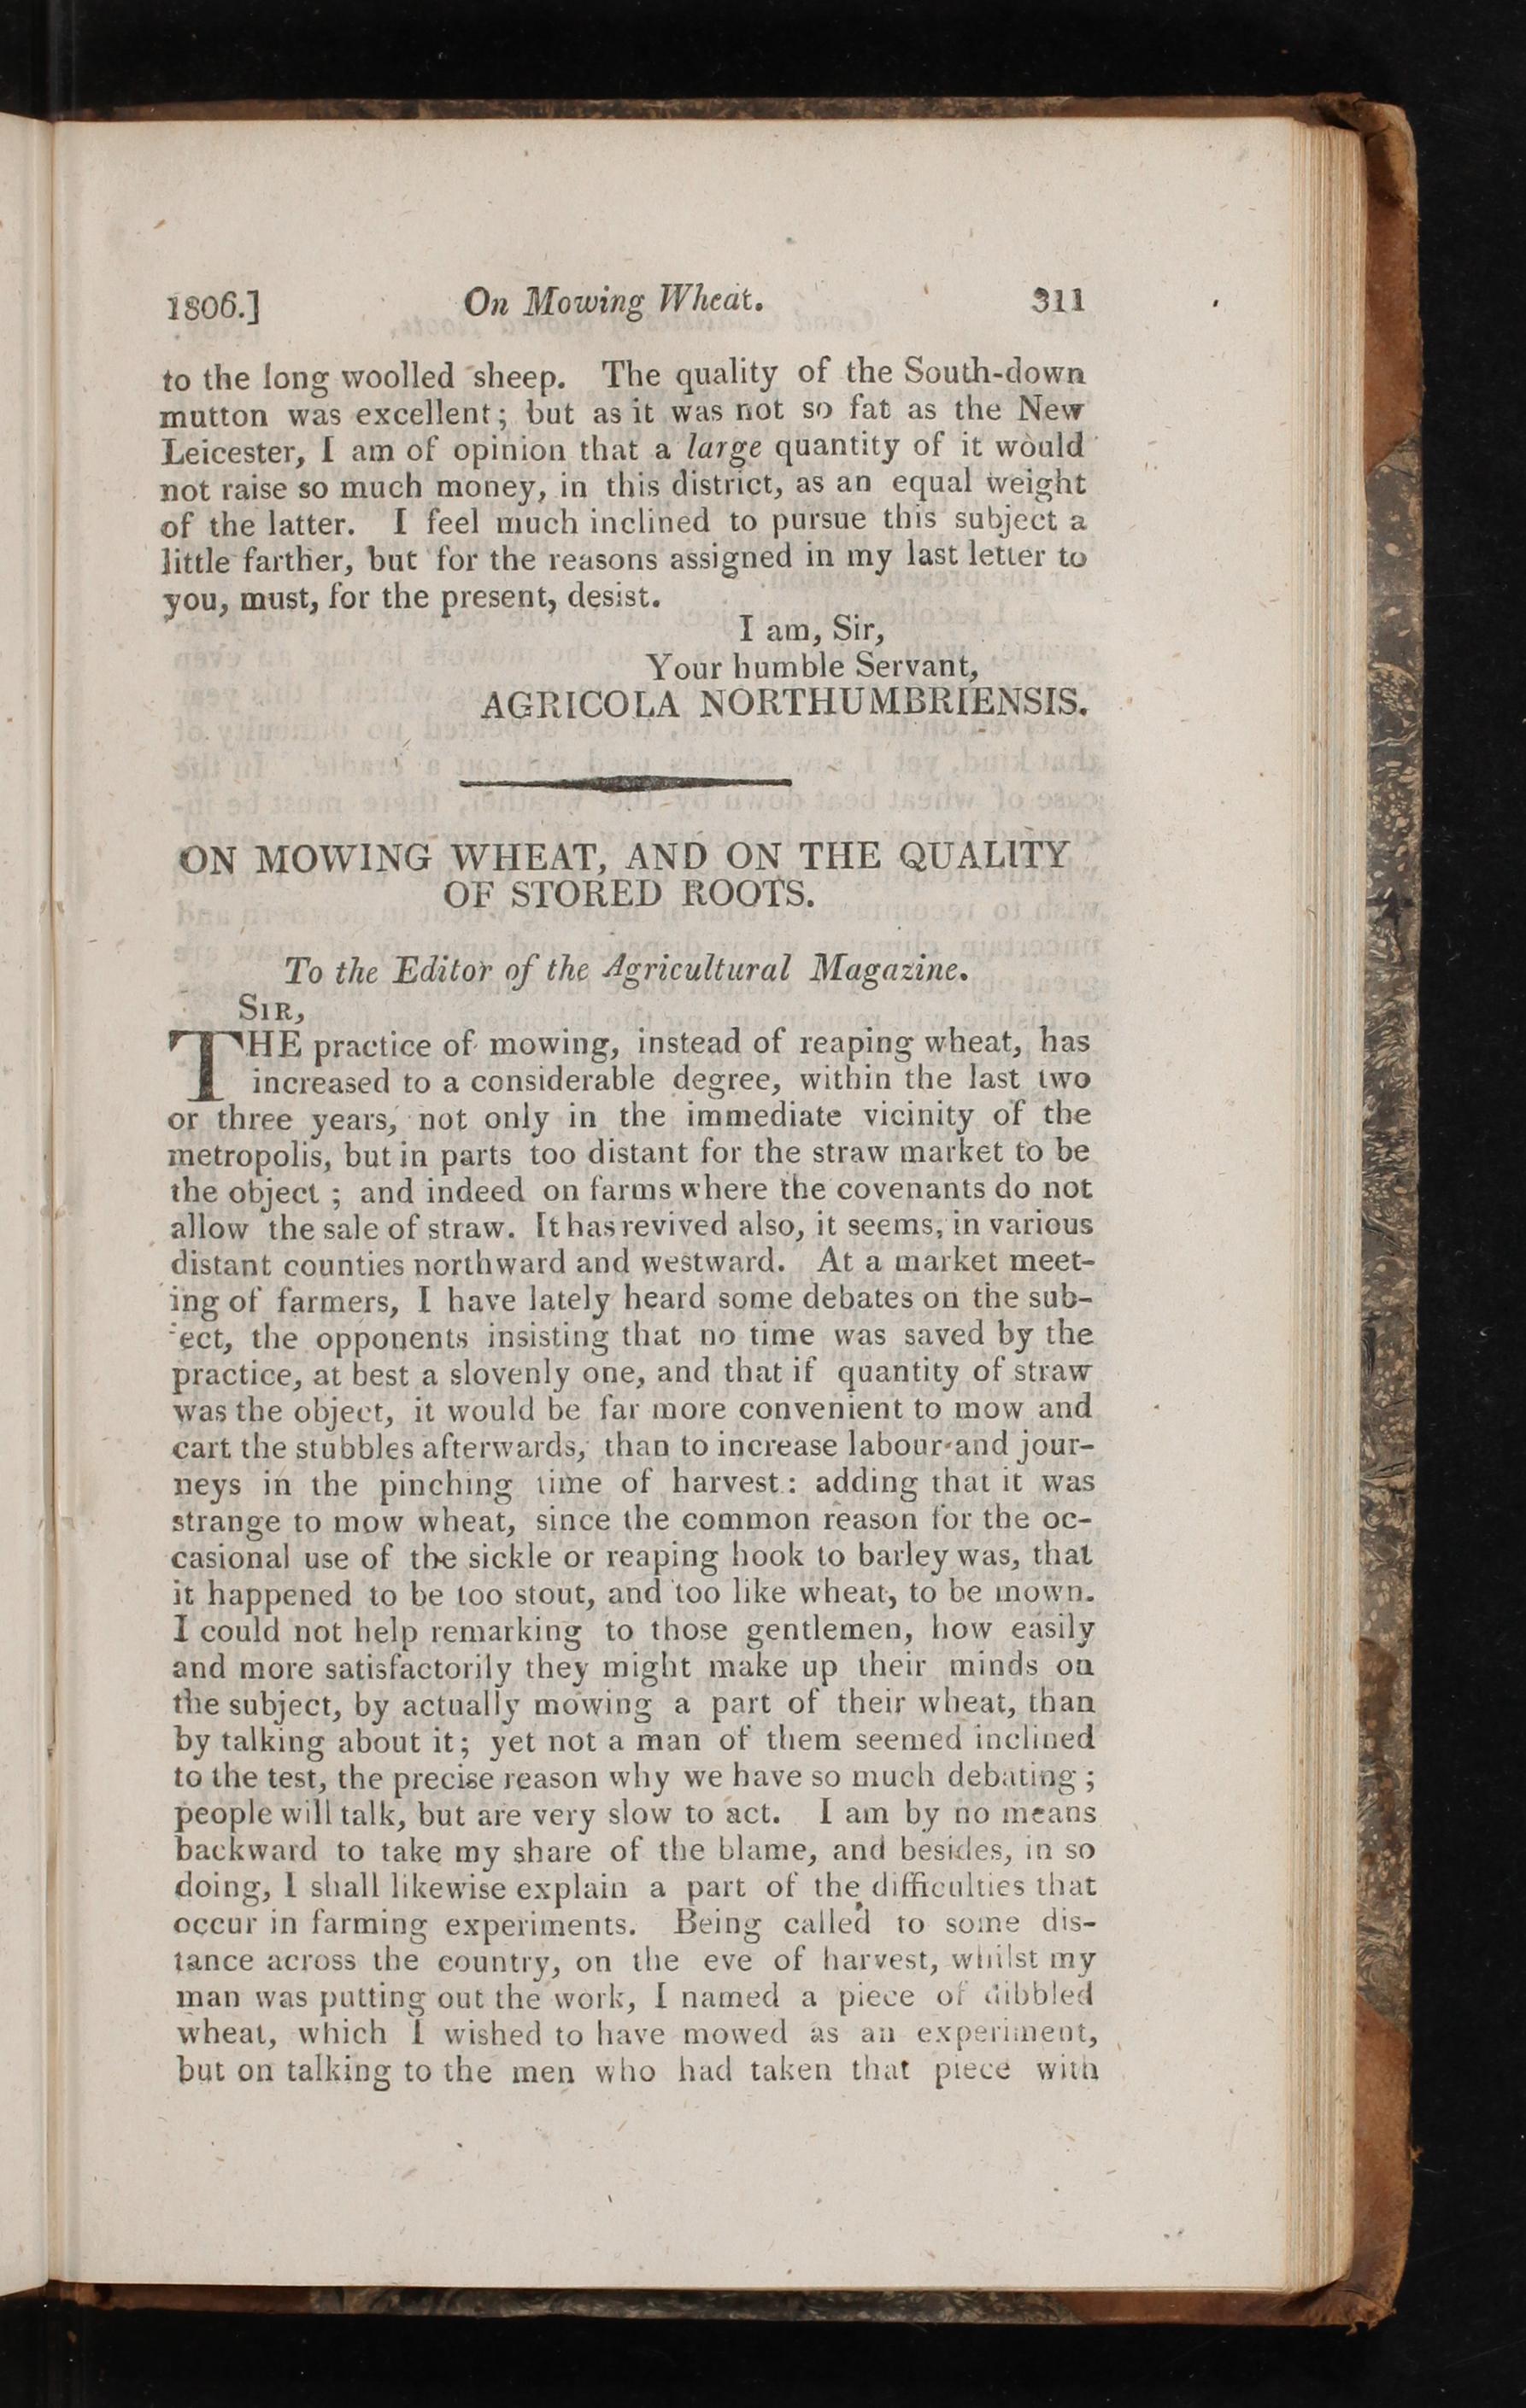 1806.] On Mowing Wheat. 311
to the long woolled sheep. The quality of the South-down
mutton was excellent; but as it was not so fat as the New
Leicester, I am of opinion that a large quantity of it would
not raise so much money, in this district, as an equal weight
of the latter. I feel much inclined to pursue this subject a
little farther, but for the reasons assigned in my last letter to
you, must, for the present, desist.
I am, Sir,
Your humble Servant,
AGRICOLA NORTHUMBRIENSIS.
ON MOWING WHEAT, AND ON THE QUALITY
OF STORED ROOTS.
To the Editor of the Agricultural Magazine.
SIR,
THE practice of mowing, instead of reaping wheat, has
increased to a considerable degree, within the last two
or three years, not only in the immediate vicinity of the
metropolis, but in parts too distant for the straw market to be
the object ; and indeed on farms where the covenants do not
allow the sale of straw. It has revived also, it seems, in various
distant counties northward and westward. At a market meet-
ing of farmers, I have lately heard some debates on the sub-
ect, the opponents insisting that no time was saved by the
practice, at best a slovenly one, and that if quantity of straw
was the object, it would be far more convenient to mow and
cart the stubbles afterwards, than to increase labour and jour-
neys in the pinching time of harvest: adding that it was
strange to mow wheat, since the common reason for the oc-
casional use of the sickle or reaping hook to barley was, that
it happened to be too stout, and too like wheat, to be mown.
I could not help remarking to those gentlemen, how easily
and more satisfactorily they might make up their minds on
the subject, by actually mowing a part of their wheat, than
by talking about it; yet not a man of them seemed inclined
to the test, the precise reason why we have so much debating ;
people will talk, but are very slow to act. I am by no means
backward to take my share of the blame, and besides, in so
doing, I shall likewise explain a part of the difficulties that
occur in farming experiments. Being called to some dis-
tance across the country, on the eve of harvest, whilst my
man was putting out the work, I named a piece of dibbled
wheat, which I wished to have mowed as an experiment,
but on talking to the men who had taken that piece with